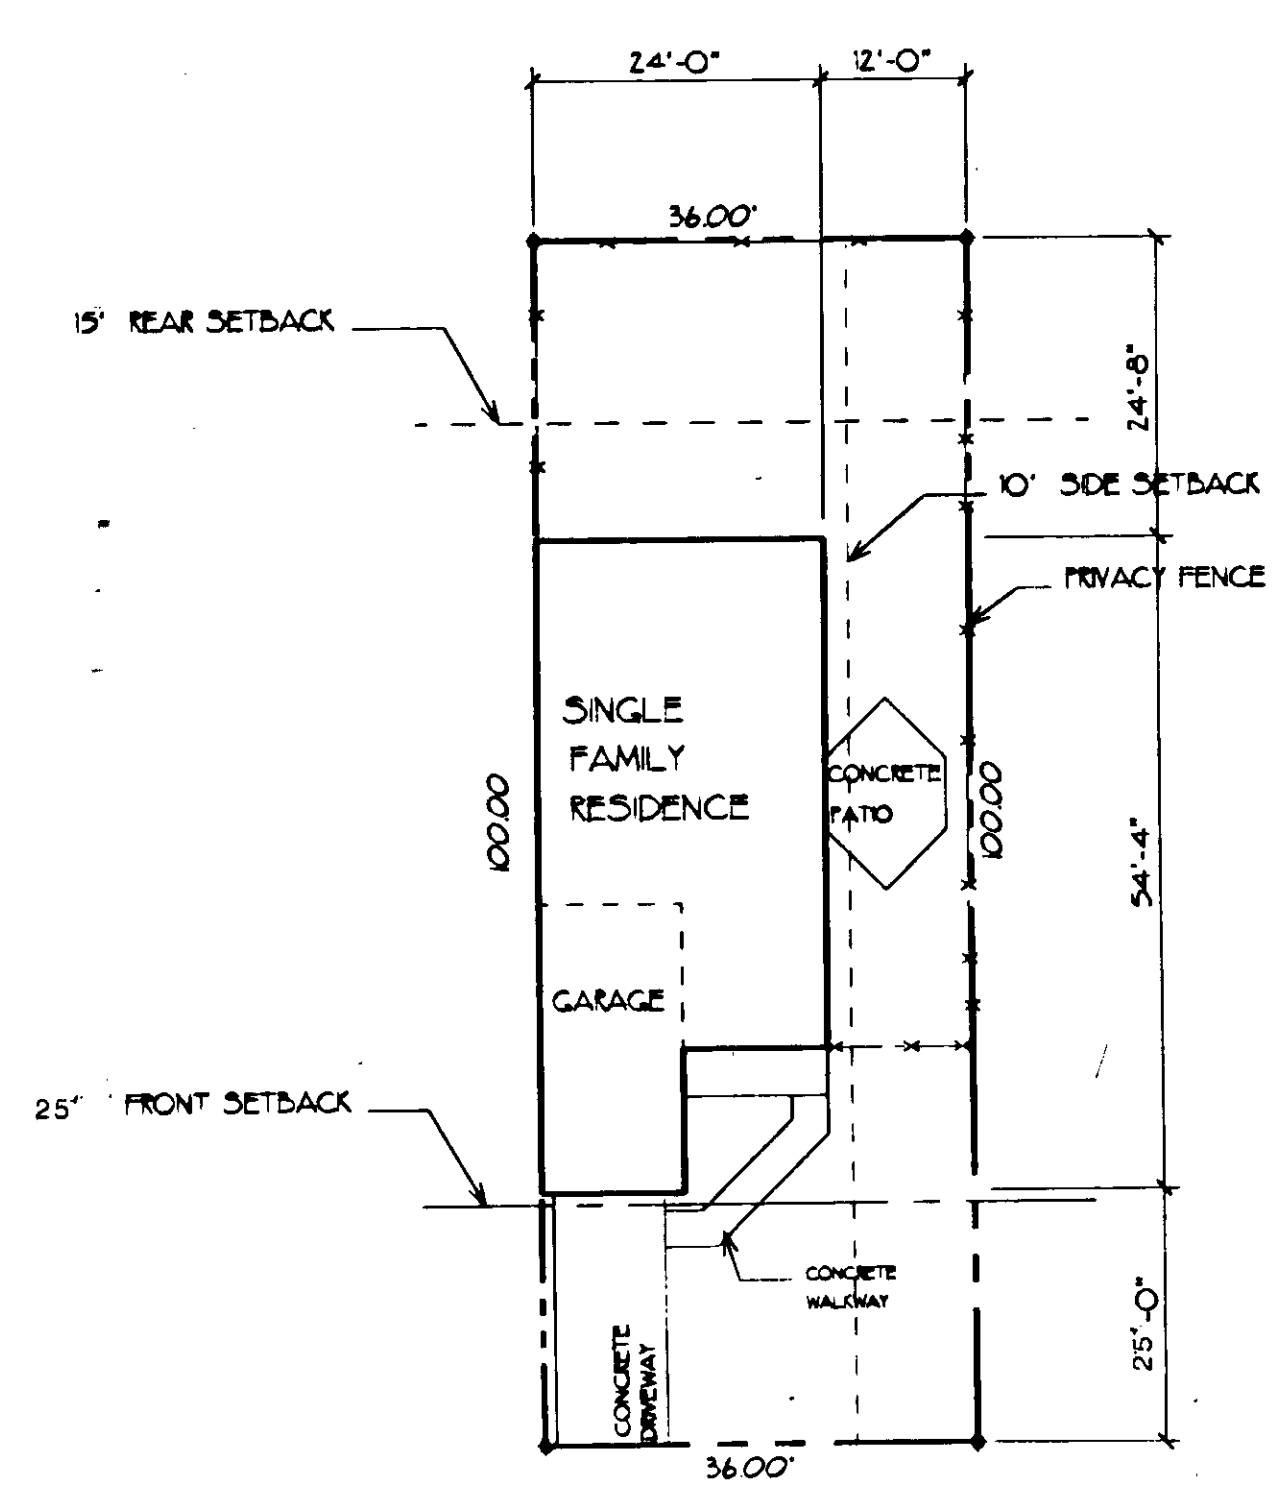 24'-0" 12'-0"
36.00'
15' REAR SETBACK
24'-8"
10' SIDE SETBACK
PRIVACY FENCE
SINGLE
FAMILY
RESIDENCE
CONCRETE
PATIO
100.00
100.00
54'-4"
GARAGE
25' FRONT SETBACK
CONCRETE
WALKWAY
25'-0"
CONCRETE
DRIVEWAY
36.00'